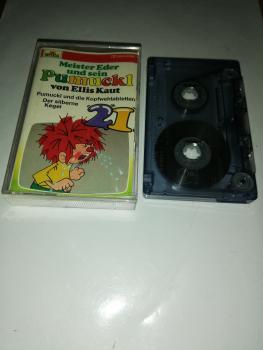 Meister Eder
und sein
Pumuckl
von Ellis Kaut
Pumuckl und die Kopfwehtabletten
Der silberne
Kegel
21